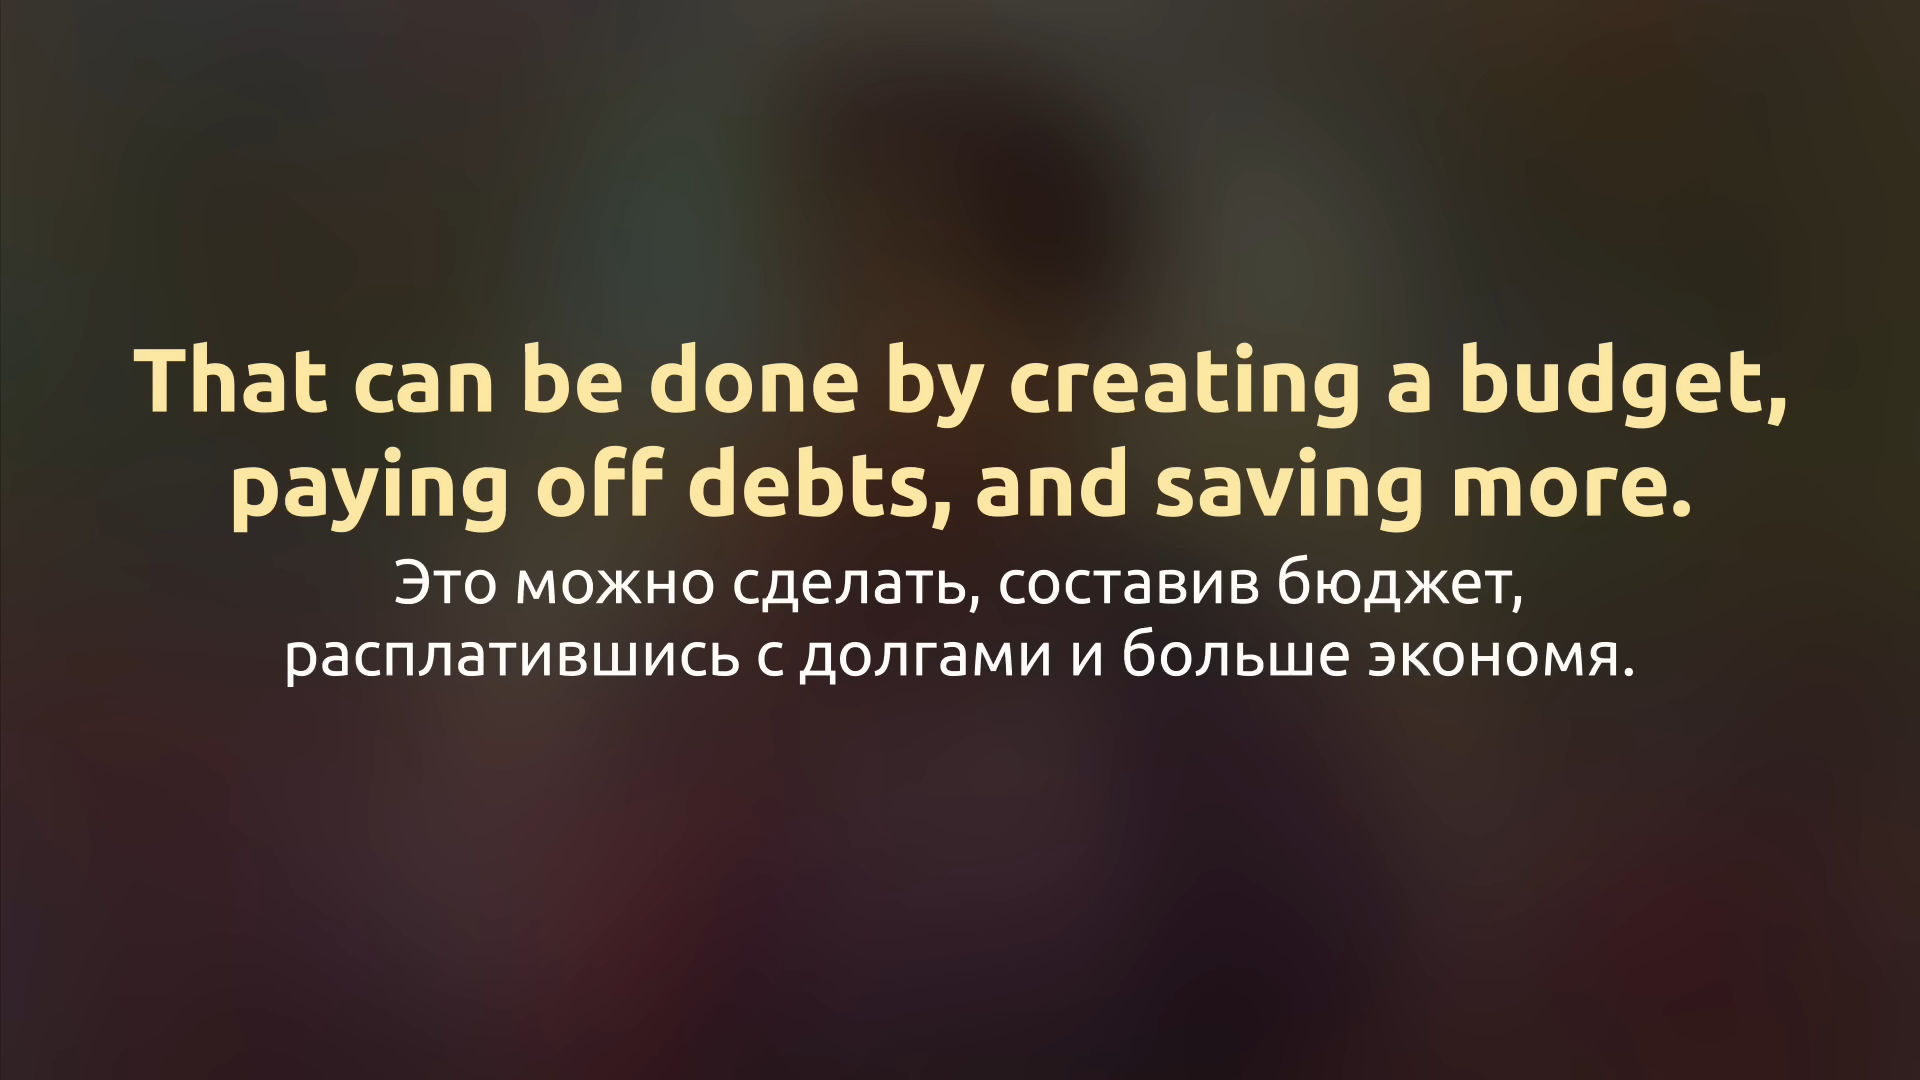 That can be done by creating a budget,
paying off debts, and saving more.
Это можно сделать, составив бюджет,
расплатившись с долгами и больше экономя.